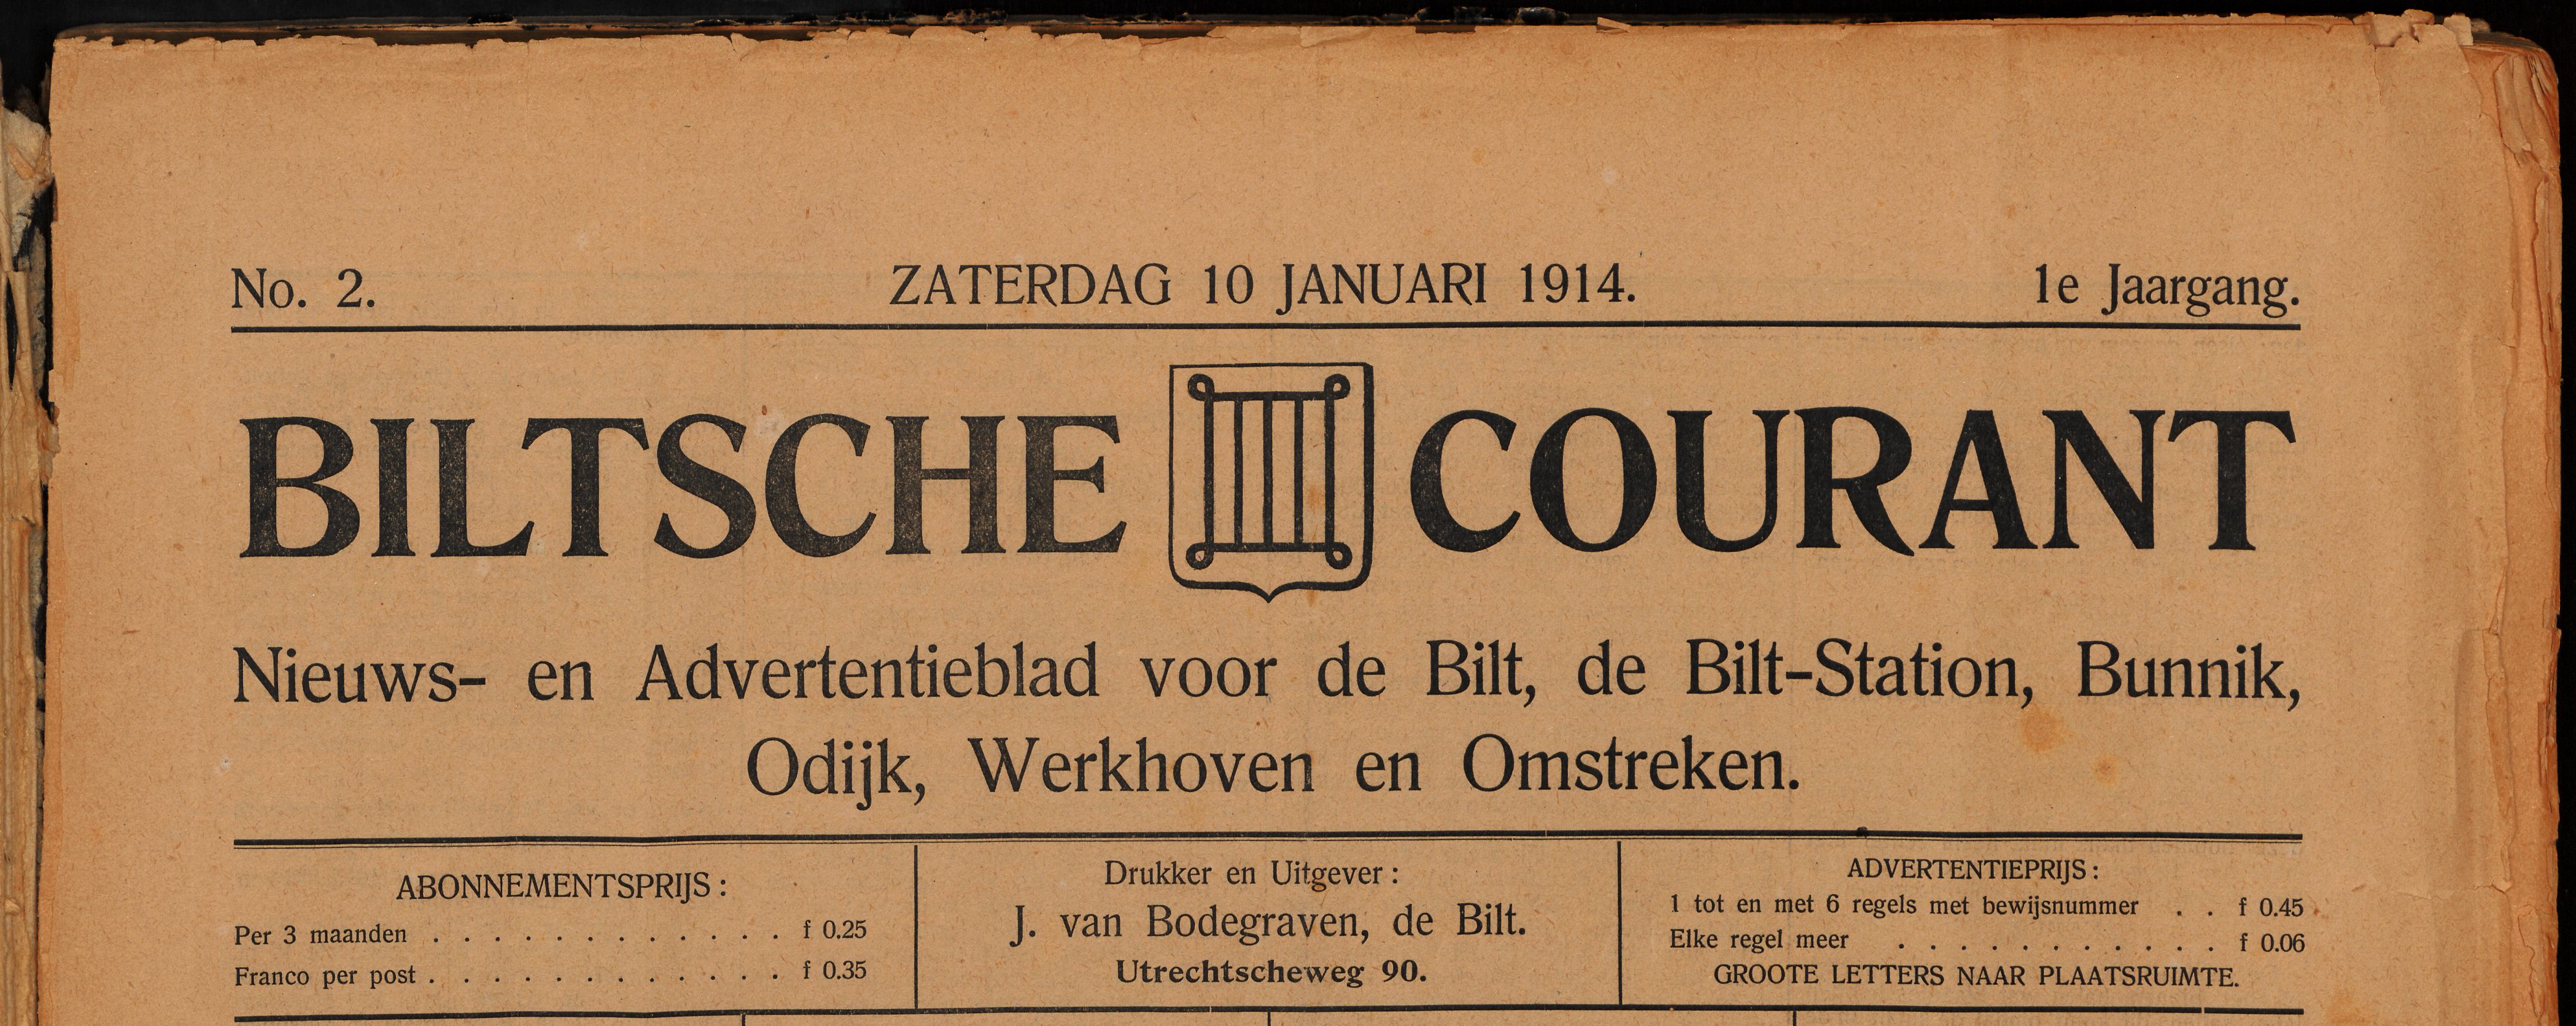 No. 2.
ZATERDAG 10 JANUARI 1914.
1e Jaargang.
BILTSCHE COURANT
Nieuws- en Advertentieblad voor de Bilt, de Bilt-Station, Bunnik,
Odijk, Werkhoven en Omstreken.
ABONNEMENTSPRIJS:
Per 3 maanden . . . . . . . . . . . . f 0.25
Franco per post . . . . . . . . . . . . f 0.35
Drukker en Uitgever:
J. van Bodegraven, de Bilt.
Utrechtscheweg 90.
ADVERTENTIEPRIJS:
1 tot en met 6 regels met bewijsnummer . . f 0.45
Elke regel meer . . . . . . . . . . . f 0.06
GROOTE LETTERS NAAR PLAATSRUIMTE.